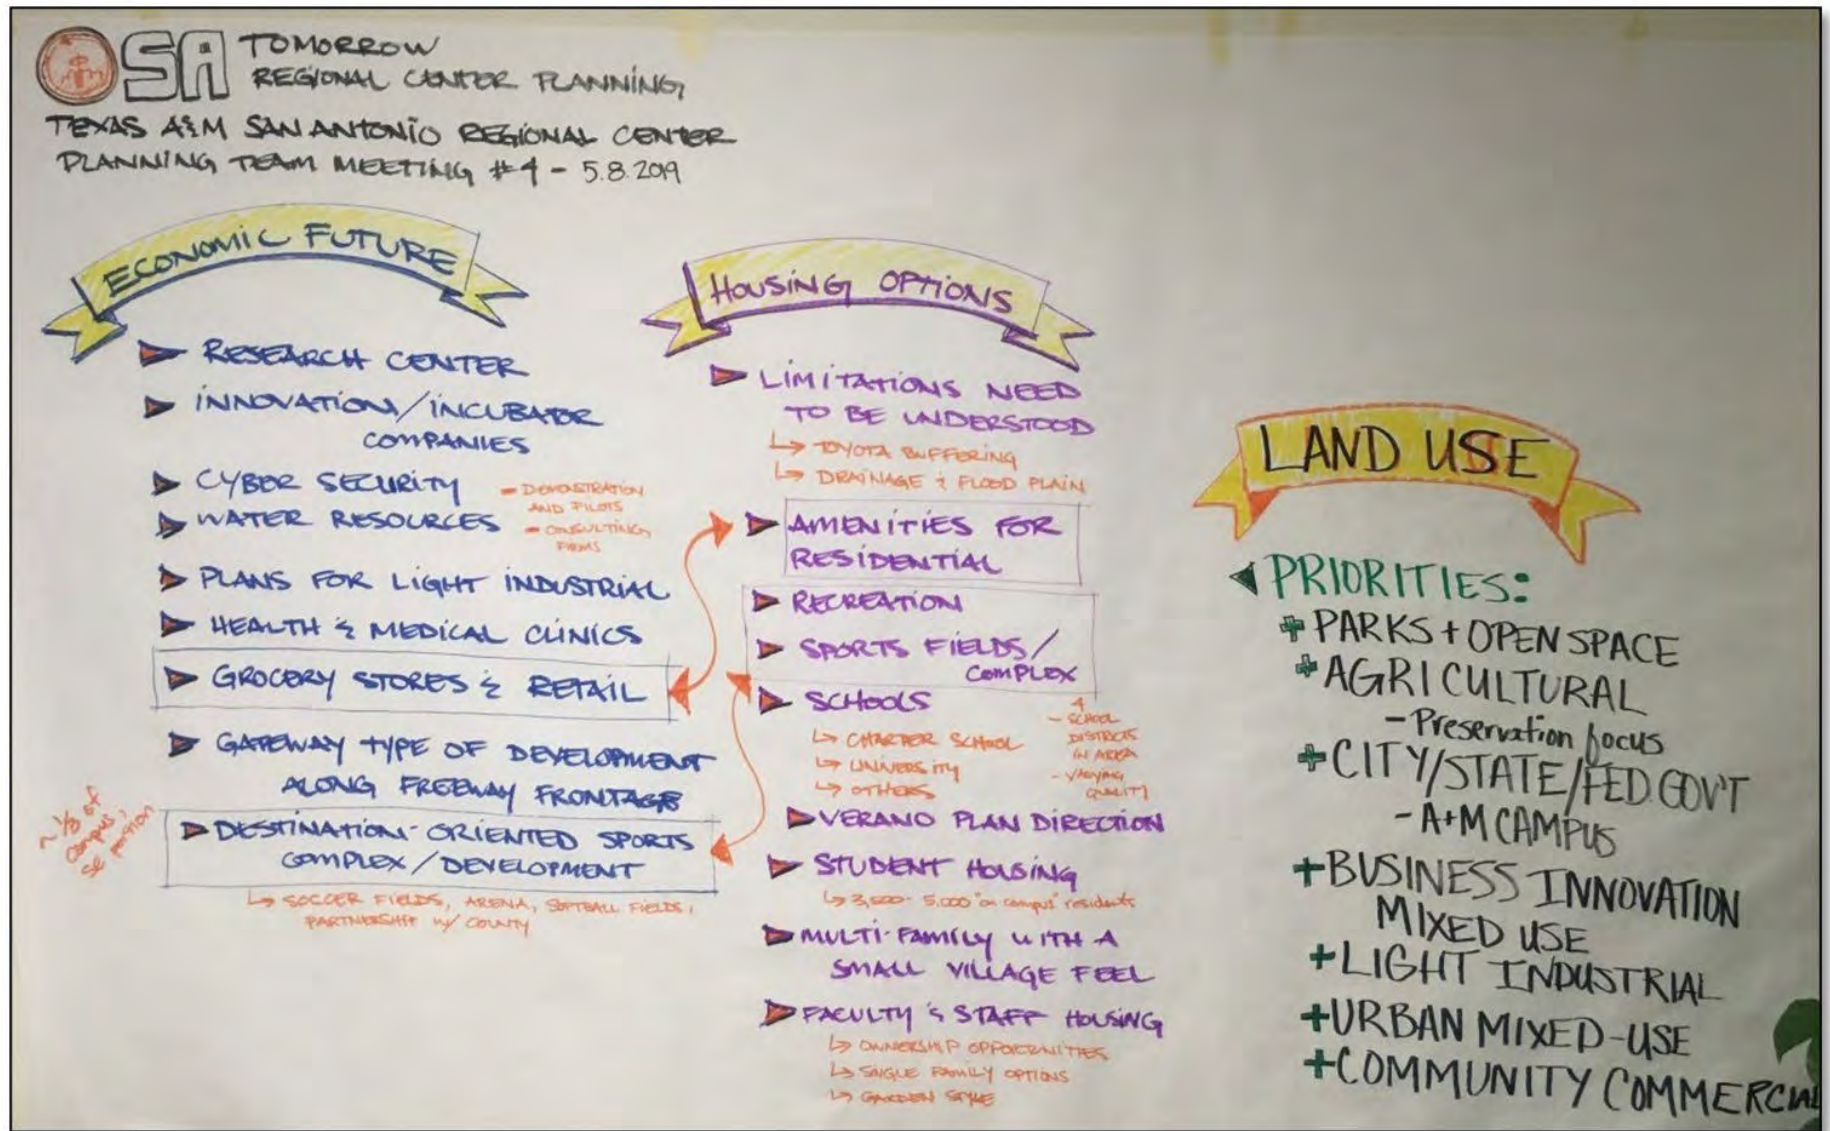 SA TOMORROW
REGIONAL CENTER PLANNING
TEXAS A&M SAN ANTONIO REGIONAL CENTER
PLANNING TEAM MEETING #4 - 5.8.2019
ECONOMIC FUTURE
RESEARCH CENTER
INNOVATION/INCUBATOR
COMPANIES
CYBER SECURITY
WATER RESOURCES
- DEMONSTRATION
AND PILOTS
- CONSULTING
FIRMS
PLANS FOR LIGHT INDUSTRIAL
HEALTH & MEDICAL CLINICS
GROCERY STORES & RETAIL
GATEWAY TYPE OF DEVELOPMENT
ALONG FREEWAY FRONTAGE
DESTINATION-ORIENTED SPORTS
COMPLEX/DEVELOPMENT
~ 1/3 of
campus,
SE portion
↳ SOCCER FIELDS, ARENA, SOFTBALL FIELDS,
PARTNERSHIP w/ COUNTY
HOUSING OPTIONS
LIMITATIONS NEED
TO BE UNDERSTOOD
↳ TOYOTA BUFFERING
↳ DRAINAGE & FLOOD PLAIN
AMENITIES FOR
RESIDENTIAL
RECREATION
SPORTS FIELDS/
COMPLEX
SCHOOLS
↳ CHARTER SCHOOL
↳ UNIVERSITY
↳ OTHERS
4
- SCHOOL
DISTRICTS
IN AREA
- VARYING
QUALITY
VERANO PLAN DIRECTION
STUDENT HOUSING
↳ 3,500-5,000 "on campus" residents
MULTI-FAMILY WITH A
SMALL VILLAGE FEEL
FACULTY & STAFF HOUSING
↳ OWNERSHIP OPPORTUNITIES
↳ SINGLE FAMILY OPTIONS
↳ GARDEN STYLE
LAND USE
PRIORITIES:
+ PARKS + OPEN SPACE
+ AGRICULTURAL
- Preservation focus
+ CITY/STATE/FED GOV'T
- A+M CAMPUS
+ BUSINESS INNOVATION
MIXED USE
+ LIGHT INDUSTRIAL
+ URBAN MIXED-USE
+ COMMUNITY COMMERCIAL